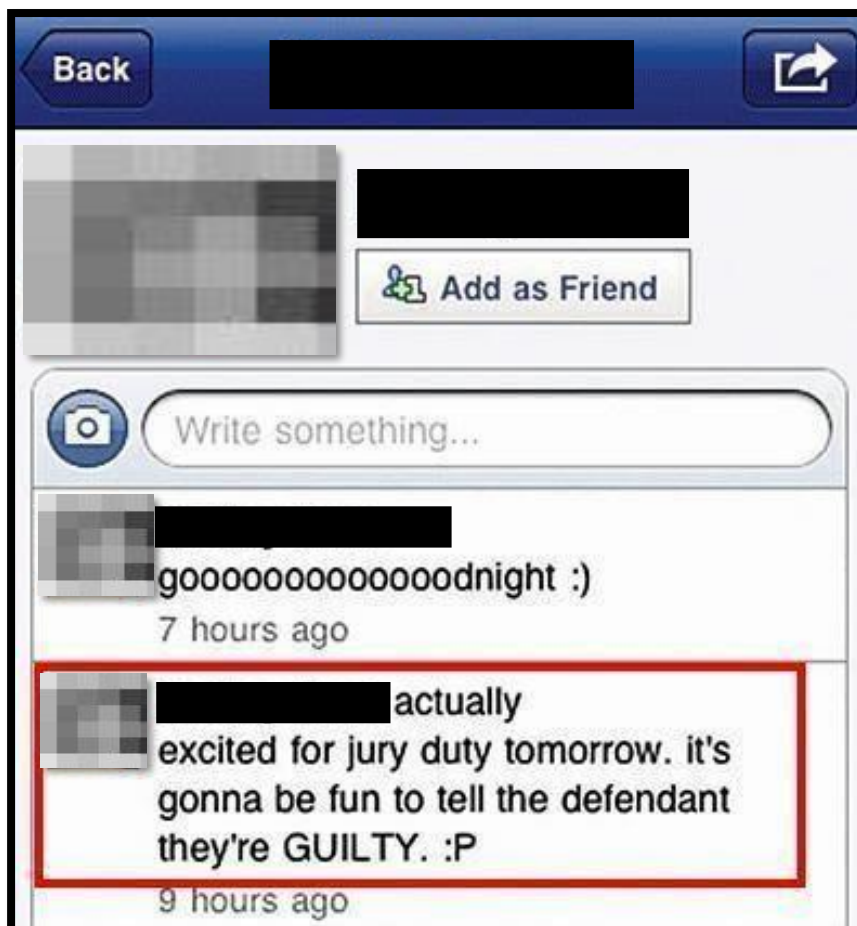 Back
Add as Friend
Write something...
goooooooooooooodnight :)
7 hours ago
actually
excited for jury duty tomorrow. it's
gonna be fun to tell the defendant
they're GUILTY. :P
9 hours ago